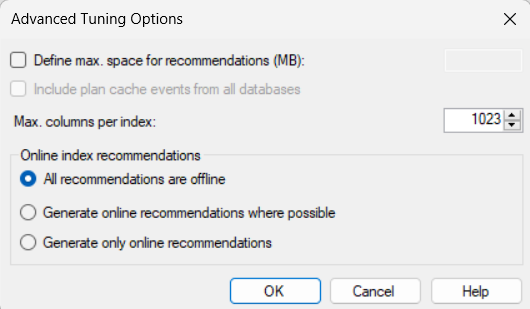 Advanced Tuning Options
Define max. space for recommendations (MB):
Include plan cache events from all databases
Max. columns per index: 1023
Online index recommendations
All recommendations are offline
Generate online recommendations where possible
Generate only online recommendations
OK Cancel Help